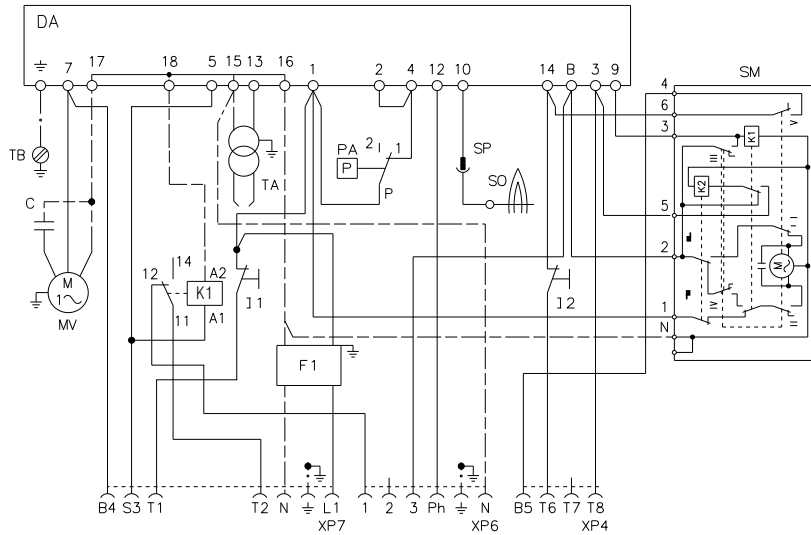 DA
7 17 18 5 15 13 16 1 2 4 12 10 14 B 3 9
SM
4
6
3
5
2
1
N
K1
K2
III
V
I
II
IV
M
TB
C
M
1
MV
TA
PA
P
2 1
P
SP
SO
14
12
11
A2
K1
A1
1
2
F1
B4 S3 T1 T2 N L1 1 2 3 Ph N B5 T6 T7 T8
XP7 XP6 XP4